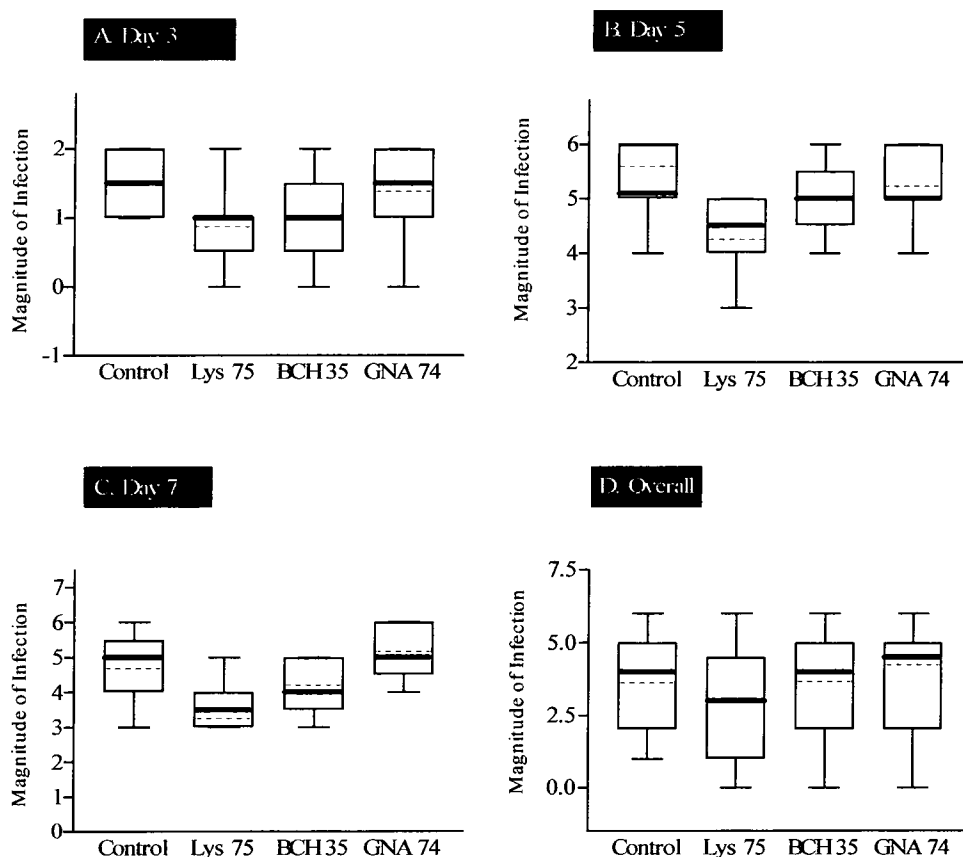 A. Day 3
Magnitude of Infection
2
1
0
-1
Control Lys 75 BCH 35 GNA 74
B. Day 5
Magnitude of Infection
6
5
4
3
2
Control Lys 75 BCH 35 GNA 74
C. Day 7
Magnitude of Infection
7
6
5
4
3
2
1
0
Control Lys 75 BCH 35 GNA 74
D. Overall
Magnitude of Infection
7.5
5.0
2.5
0.0
Control Lys 75 BCH 35 GNA 74